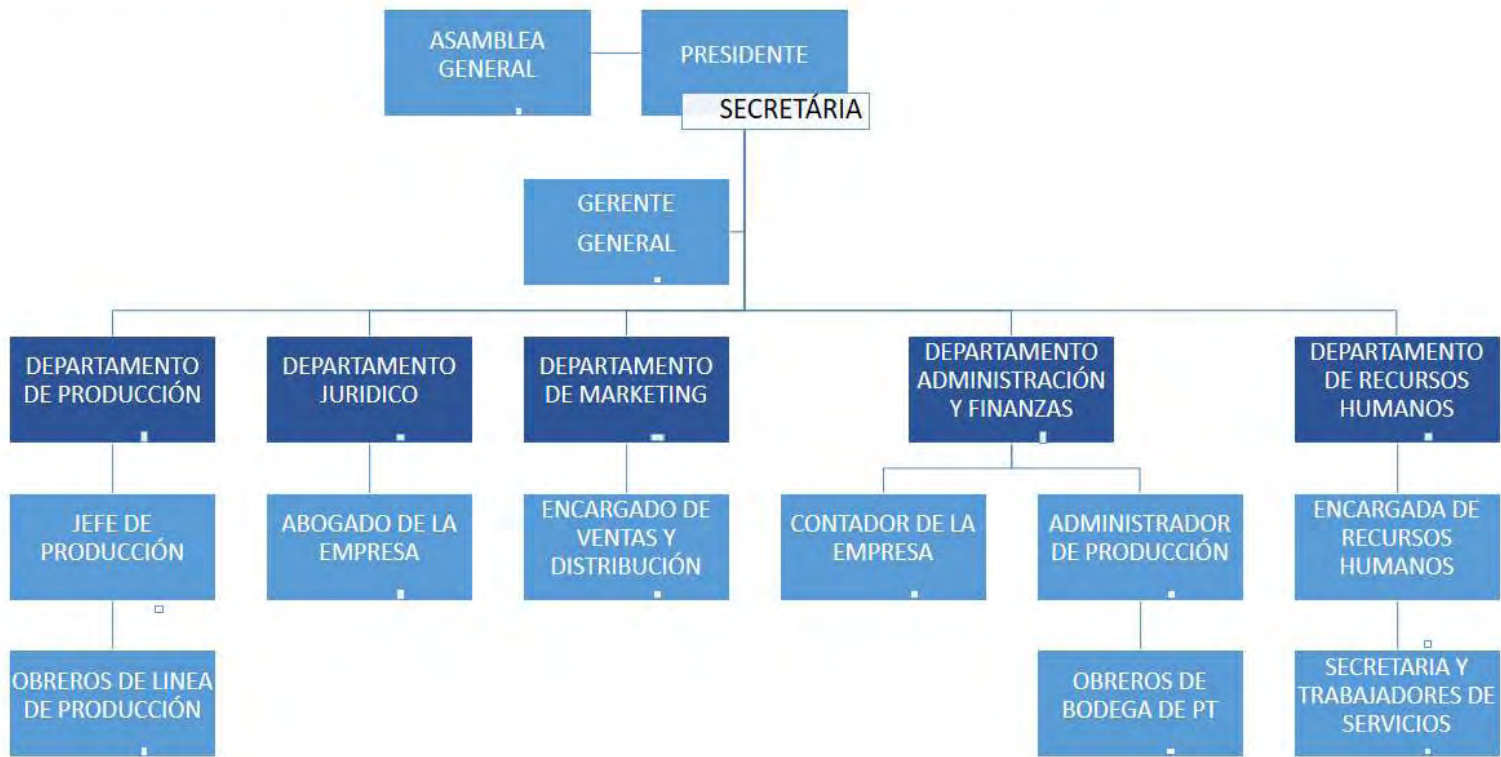 ASAMBLEA
GENERAL
PRESIDENTE
SECRETÁRIA
GERENTE
GENERAL
DEPARTAMENTO
DE PRODUCCIÓN
DEPARTAMENTO
JURIDICO
DEPARTAMENTO
DE MARKETING
DEPARTAMENTO
ADMINISTRACIÓN
Y FINANZAS
DEPARTAMENTO
DE RECURSOS
HUMANOS
JEFE DE
PRODUCCIÓN
ABOGADO DE LA
EMPRESA
ENCARGADO DE
VENTAS Y
DISTRIBUCIÓN
CONTADOR DE LA
EMPRESA
ADMINISTRADOR
DE PRODUCCIÓN
ENCARGADA DE
RECURSOS
HUMANOS
OBREROS DE LINEA
DE PRODUCCIÓN
OBREROS DE
BODEGA DE PT
SECRETARIA Y
TRABAJADORES DE
SERVICIOS